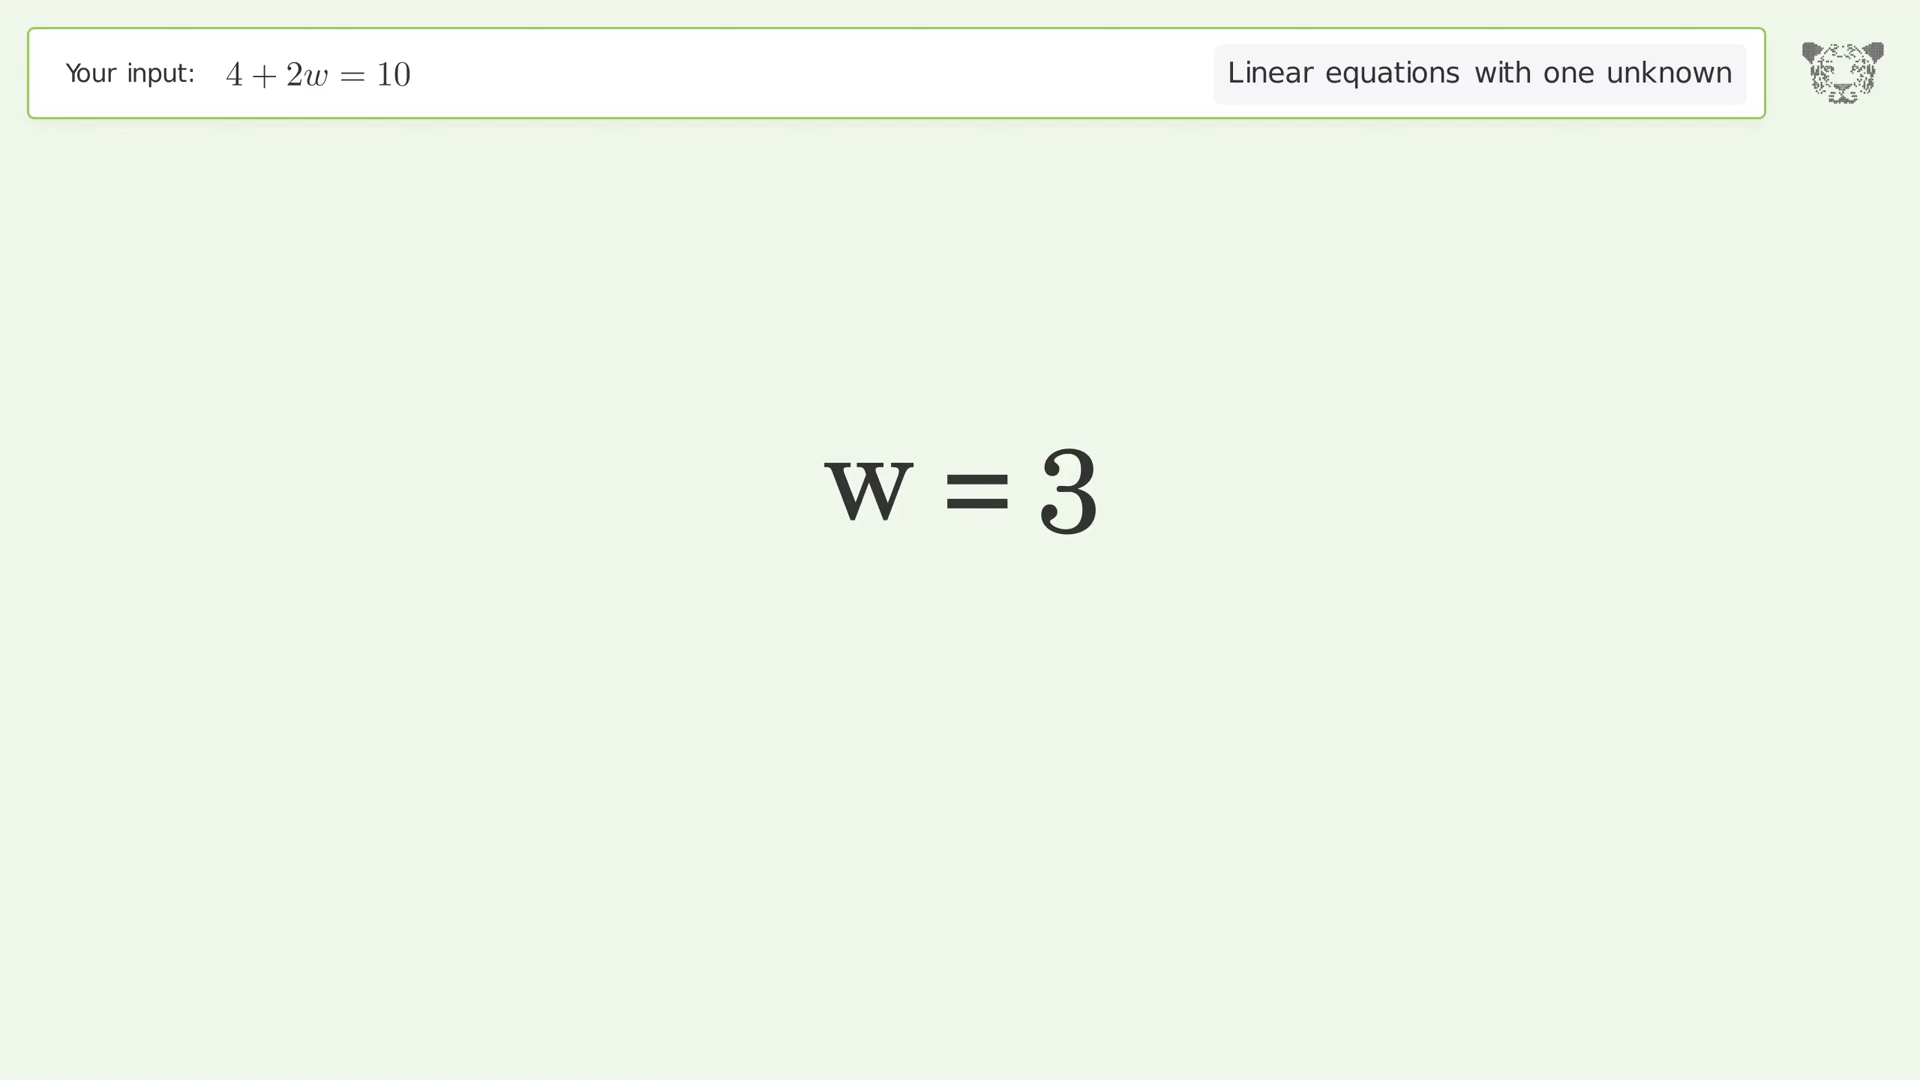 Your input: 4 + 2w = 10
Linear equations with one unknown
w = 3